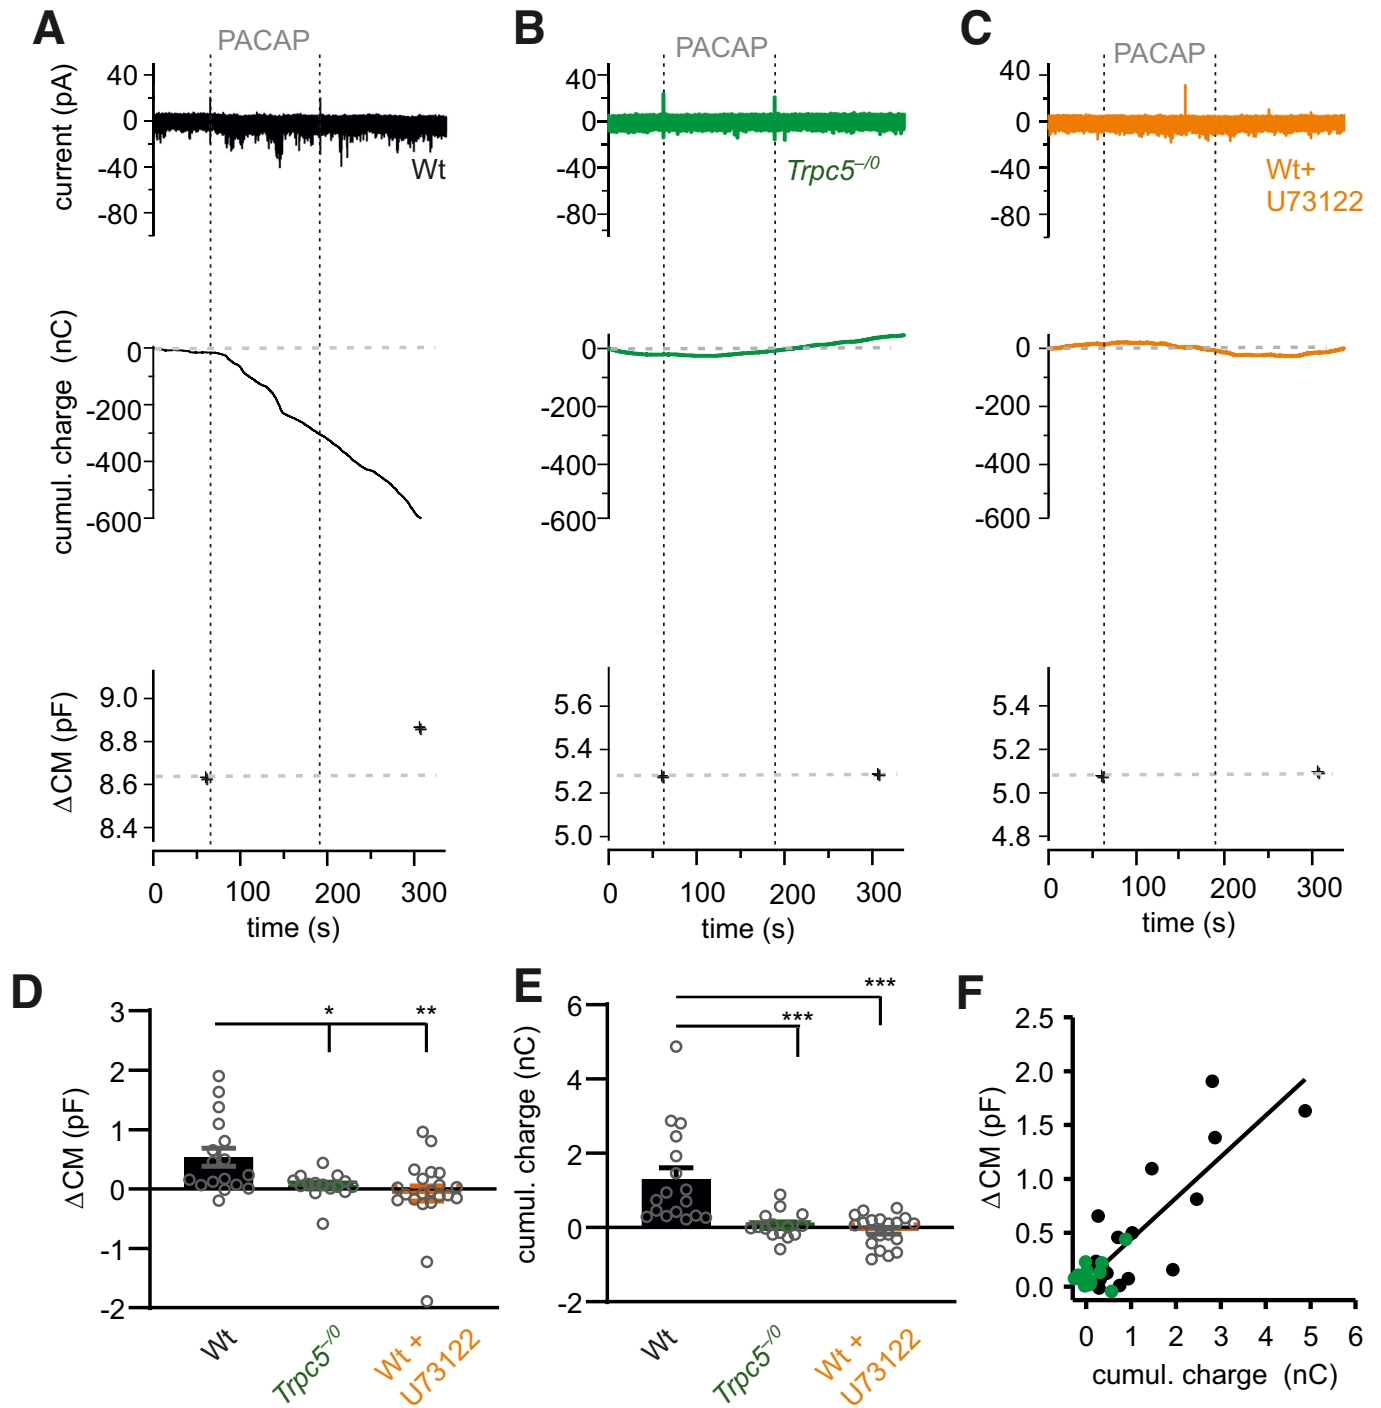 A
PACAP
current (pA)
40
0
-40
-80
Wt
cumul. charge (nC)
0
-200
-400
-600
ΔCM (pF)
9.0
8.8
8.6
8.4
0 100 200 300
time (s)
B
PACAP
40
0
-40
-80
Trpc5–/0
0
-200
-400
-600
5.6
5.4
5.2
5.0
0 100 200 300
time (s)
C
PACAP
40
0
-40
-80
Wt+
U73122
0
-200
-400
-600
5.4
5.2
5.0
4.8
0 100 200 300
time (s)
D
ΔCM (pF)
3
2
1
0
-1
-2
* **
Wt
Trpc5–/0
Wt +
U73122
E
cumul. charge (nC)
6
4
2
0
-2
***
***
Wt
Trpc5–/0
Wt +
U73122
F
ΔCM (pF)
2.5
2.0
1.5
1.0
0.5
0.0
0 1 2 3 4 5 6
cumul. charge (nC)